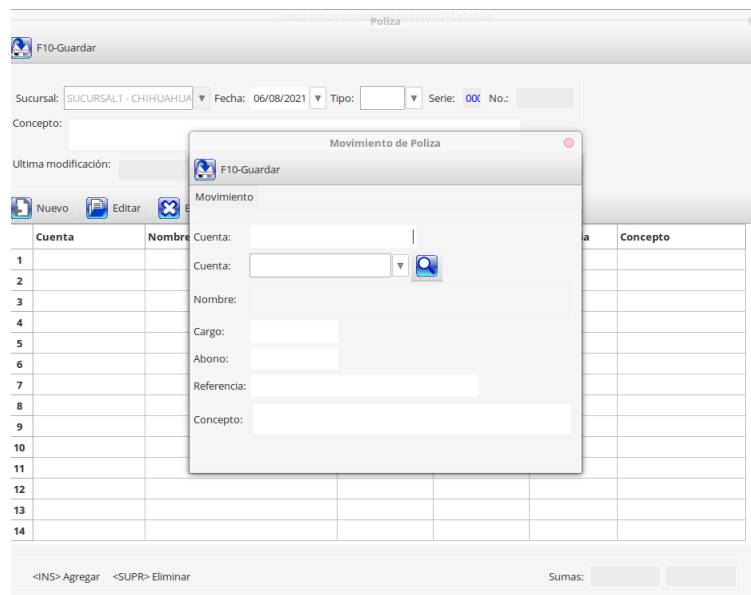 Poliza
F10-Guardar
Sucursal: SUCURSAL1 - CHIHUAHUA Fecha: 06/08/2021 Tipo: Serie: 000 No.:
Concepto:
Ultima modificación:
Nuevo Editar E
Cuenta Nombre ia Concepto
1
2
3
4
5
6
7
8
9
10
11
12
13
14
Movimiento de Poliza
F10-Guardar
Movimiento
Cuenta:
Cuenta:
Nombre:
Cargo:
Abono:
Referencia:
Concepto:
<INS> Agregar <SUPR> Eliminar Sumas: